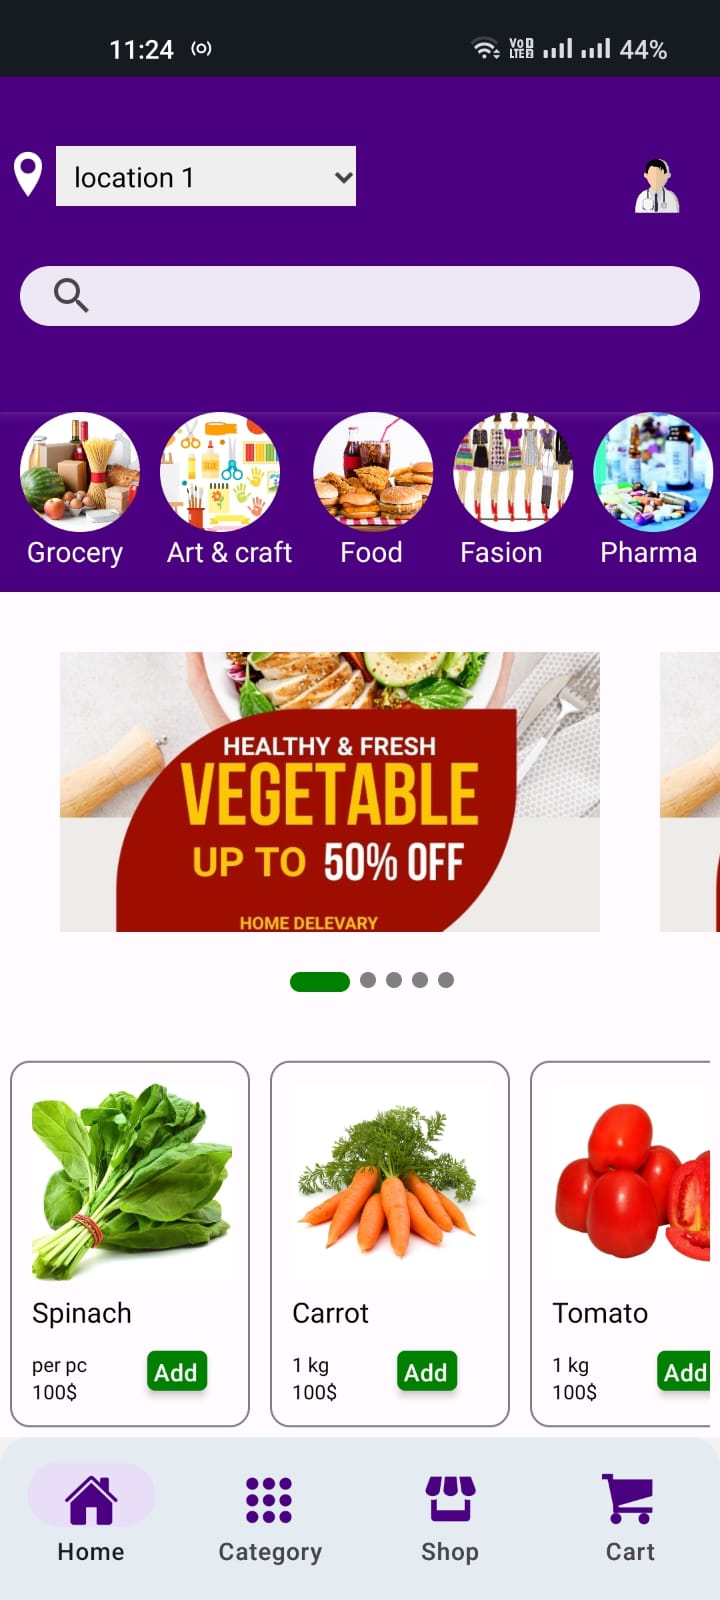 11:24
VoD LTE2 44%
location 1
Grocery Art & craft Food Fasion Pharma
HEALTHY & FRESH
VEGETABLE
UP TO 50% OFF
HOME DELEVARY
Spinach Carrot Tomato
per pc Add 1 kg Add 1 kg Add
100$ 100$ 100$
Home Category Shop Cart